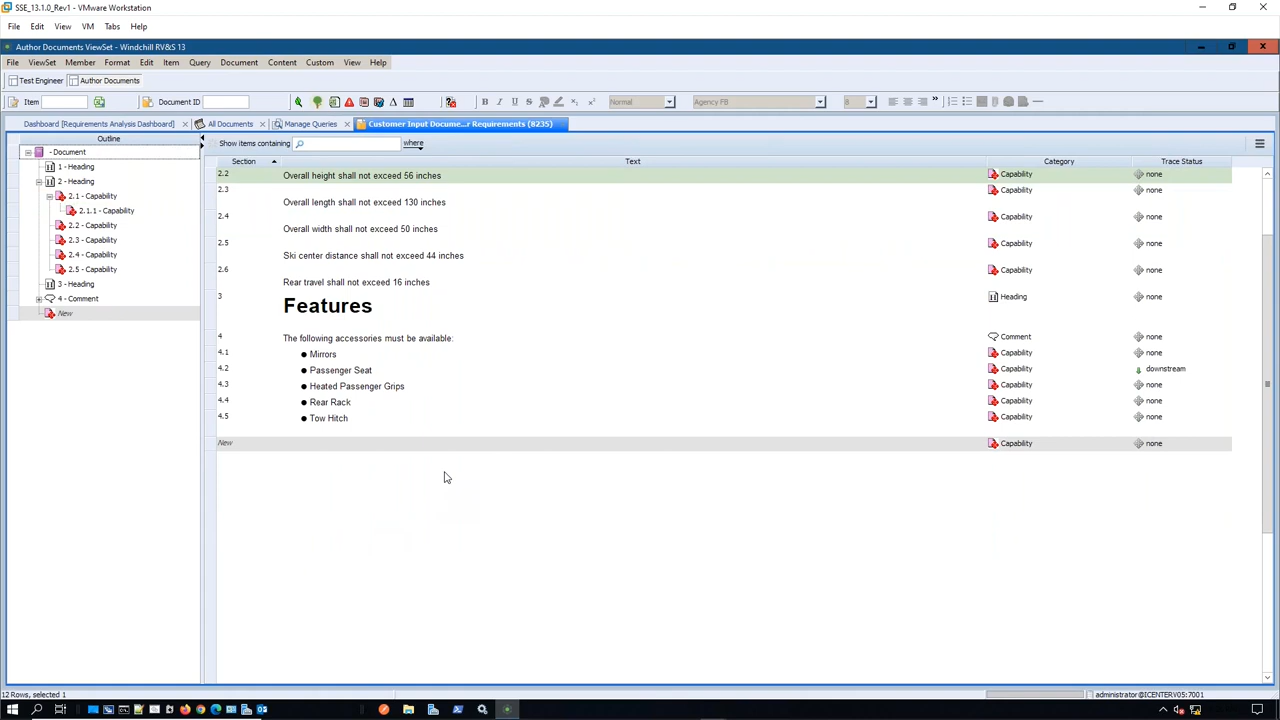 SSE_13.1.0_Rev1 - VMware Workstation
File Edit View VM Tabs Help
Author Documents ViewSet - Windchill RV&S 13
File ViewSet Member Format Edit Item Query Document Content Custom View Help
Test Engineer Author Documents
Item Document ID B I U S Normal Agency FB 8
Dashboard [Requirements Analysis Dashboard] All Documents Manage Queries Customer Input Docume...r Requirements (8235)
Outline
- Document
1 - Heading
2 - Heading
2.1 - Capability
2.1.1 - Capability
2.2 - Capability
2.3 - Capability
2.4 - Capability
2.5 - Capability
3 - Heading
4 - Comment
New
Show items containing where
Section Text Category Trace Status
2.2 Overall height shall not exceed 56 inches Capability none
2.3 Capability none
Overall length shall not exceed 130 inches
2.4 Capability none
Overall width shall not exceed 50 inches
2.5 Capability none
Ski center distance shall not exceed 44 inches
2.6 Capability none
Rear travel shall not exceed 16 inches
3 Features Heading none
4 The following accessories must be available: Comment none
4.1 ● Mirrors Capability none
4.2 ● Passenger Seat Capability downstream
4.3 ● Heated Passenger Grips Capability none
4.4 ● Rear Rack Capability none
4.5 ● Tow Hitch Capability none
New Capability none
12 Rows, selected 1 administrator@ICENTERV05:7001